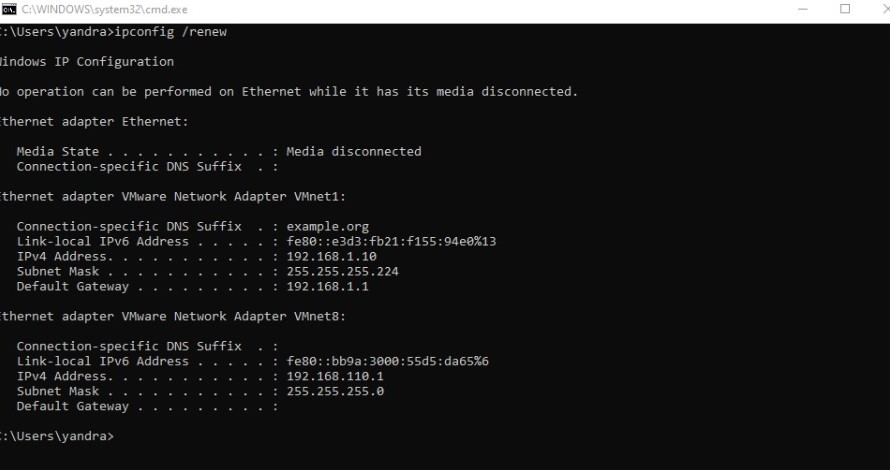 C:\WINDOWS\system32\cmd.exe
C:\Users\yandra>ipconfig /renew
Windows IP Configuration
No operation can be performed on Ethernet while it has its media disconnected.
Ethernet adapter Ethernet:
Media State . . . . . . . . . . . : Media disconnected
Connection-specific DNS Suffix  . :
Ethernet adapter VMware Network Adapter VMnet1:
Connection-specific DNS Suffix  . : example.org
Link-local IPv6 Address . . . . . : fe80::e3d3:fb21:f155:94e0%13
IPv4 Address. . . . . . . . . . . : 192.168.1.10
Subnet Mask . . . . . . . . . . . : 255.255.255.224
Default Gateway . . . . . . . . . : 192.168.1.1
Ethernet adapter VMware Network Adapter VMnet8:
Connection-specific DNS Suffix  . :
Link-local IPv6 Address . . . . . : fe80::bb9a:3000:55d5:da65%6
IPv4 Address. . . . . . . . . . . : 192.168.110.1
Subnet Mask . . . . . . . . . . . : 255.255.255.0
Default Gateway . . . . . . . . . :
C:\Users\yandra>